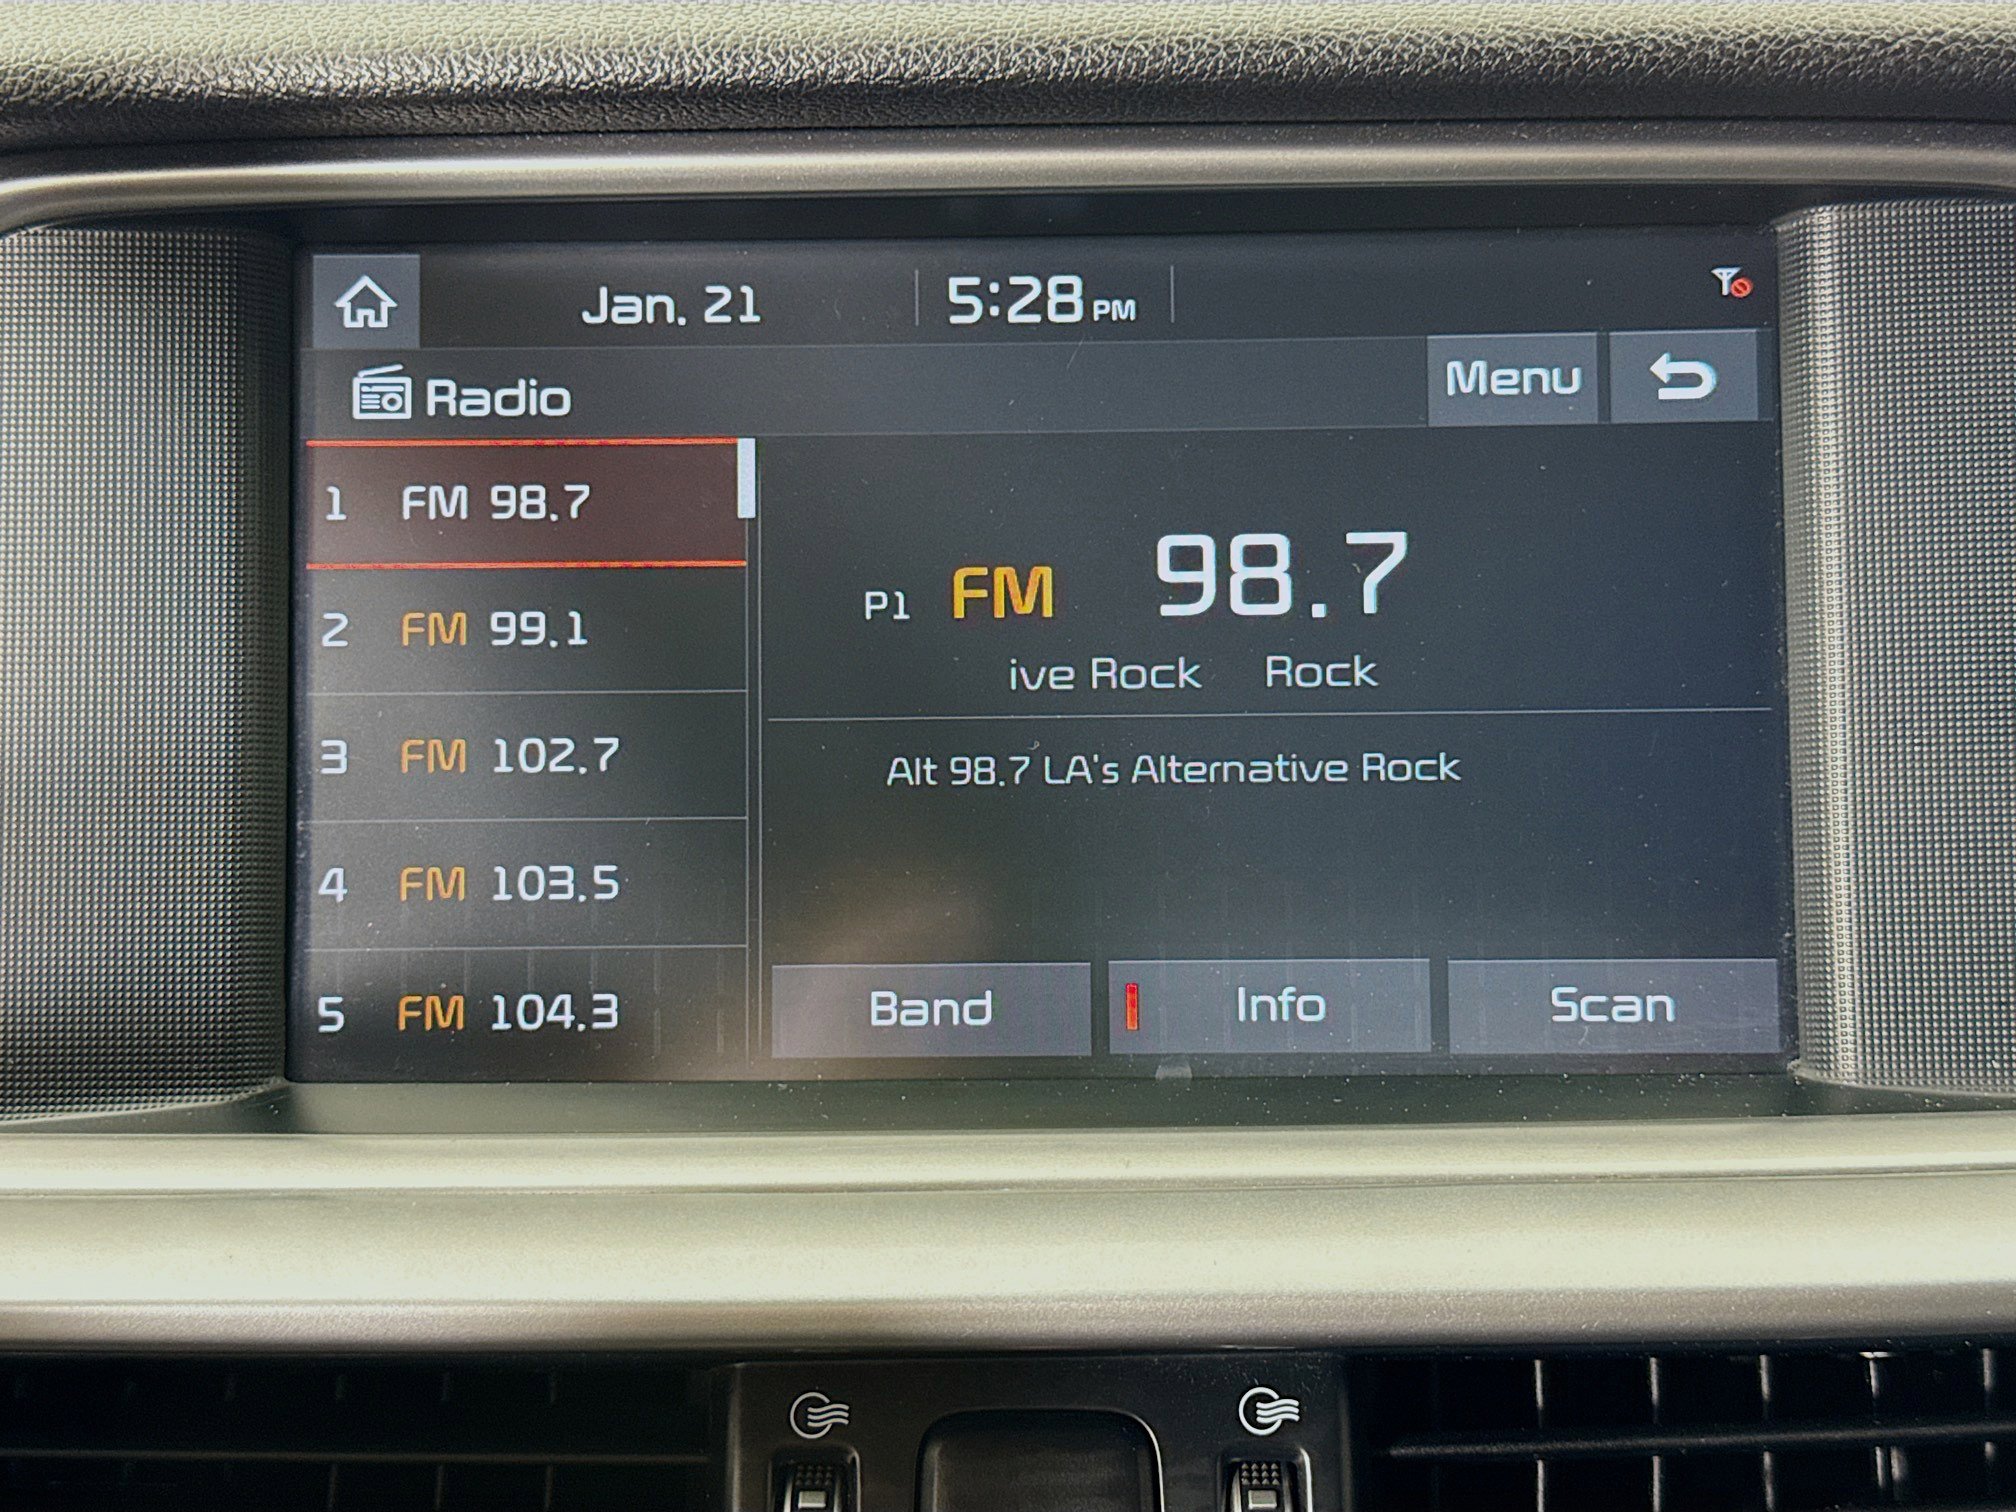 Jan. 21
5:28 PM
Radio
Menu
1 FM 98.7
2 FM 99.1
3 FM 102.7
4 FM 103.5
5 FM 104.3
P1 FM 98.7
ive Rock Rock
Alt 98.7 LA's Alternative Rock
Band
Info
Scan